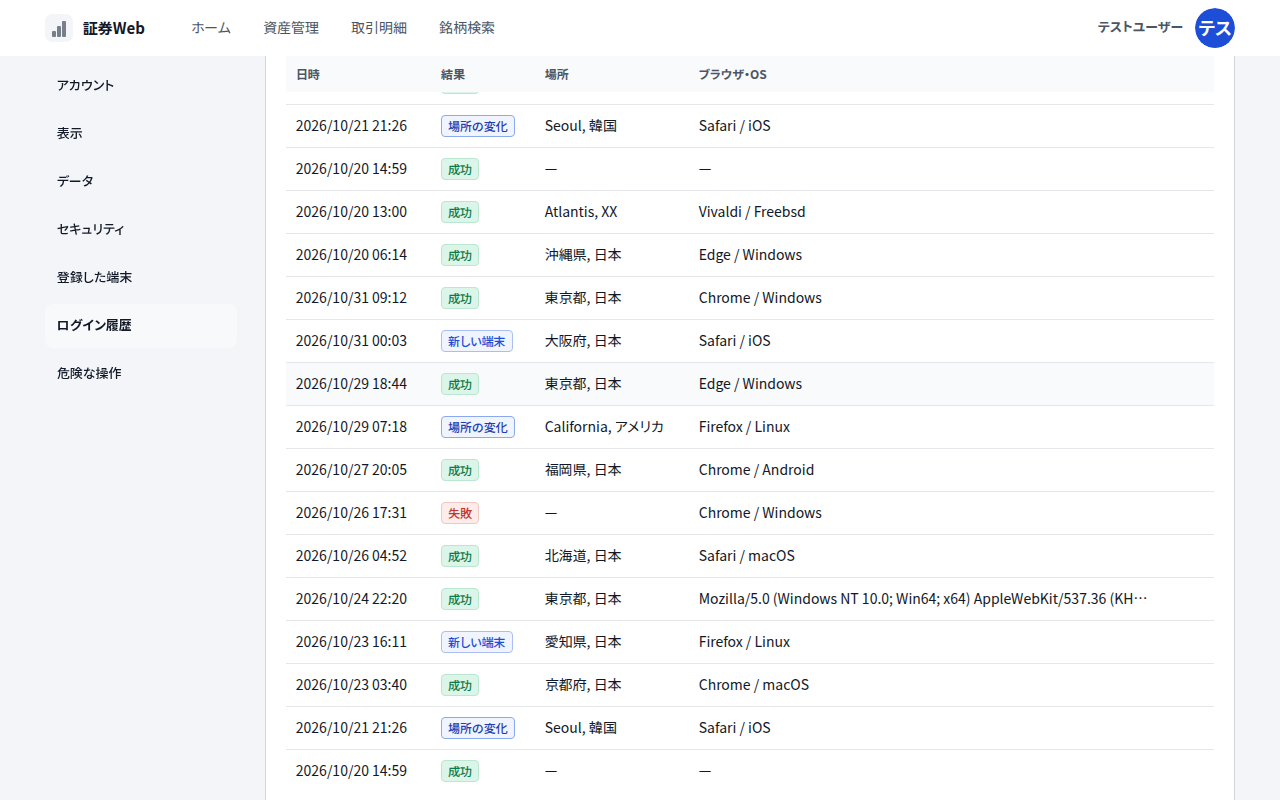 証券Web ホーム 資産管理 取引明細 銘柄検索 テストユーザー テス
アカウント
表示
データ
セキュリティ
登録した端末
ログイン履歴
危険な操作
日時 結果 場所 ブラウザ・OS
2026/10/21 21:26 場所の変化 Seoul, 韓国 Safari / iOS
2026/10/20 14:59 成功 — —
2026/10/20 13:00 成功 Atlantis, XX Vivaldi / Freebsd
2026/10/20 06:14 成功 沖縄県, 日本 Edge / Windows
2026/10/31 09:12 成功 東京都, 日本 Chrome / Windows
2026/10/31 00:03 新しい端末 大阪府, 日本 Safari / iOS
2026/10/29 18:44 成功 東京都, 日本 Edge / Windows
2026/10/29 07:18 場所の変化 California, アメリカ Firefox / Linux
2026/10/27 20:05 成功 福岡県, 日本 Chrome / Android
2026/10/26 17:31 失敗 — Chrome / Windows
2026/10/26 04:52 成功 北海道, 日本 Safari / macOS
2026/10/24 22:20 成功 東京都, 日本 Mozilla/5.0 (Windows NT 10.0; Win64; x64) AppleWebKit/537.36 (KH…
2026/10/23 16:11 新しい端末 愛知県, 日本 Firefox / Linux
2026/10/23 03:40 成功 京都府, 日本 Chrome / macOS
2026/10/21 21:26 場所の変化 Seoul, 韓国 Safari / iOS
2026/10/20 14:59 成功 — —